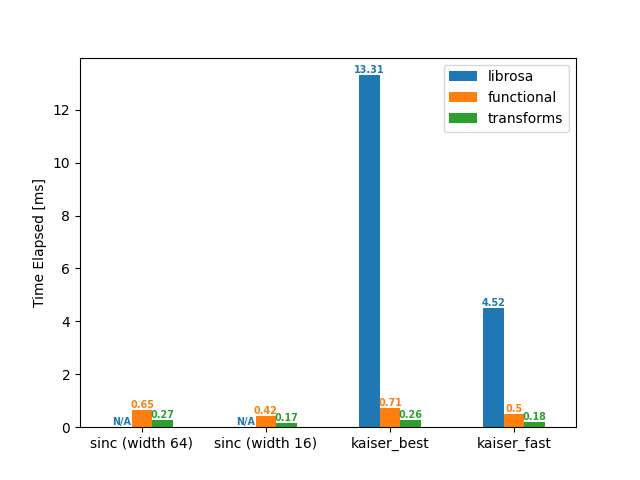 13.31
librosa
functional
transforms
12
10
8
6
4
2
0
Time Elapsed [ms]
4.52
N/A 0.65 0.27
N/A 0.42 0.17
0.71 0.26
0.5 0.18
sinc (width 64) sinc (width 16) kaiser_best kaiser_fast